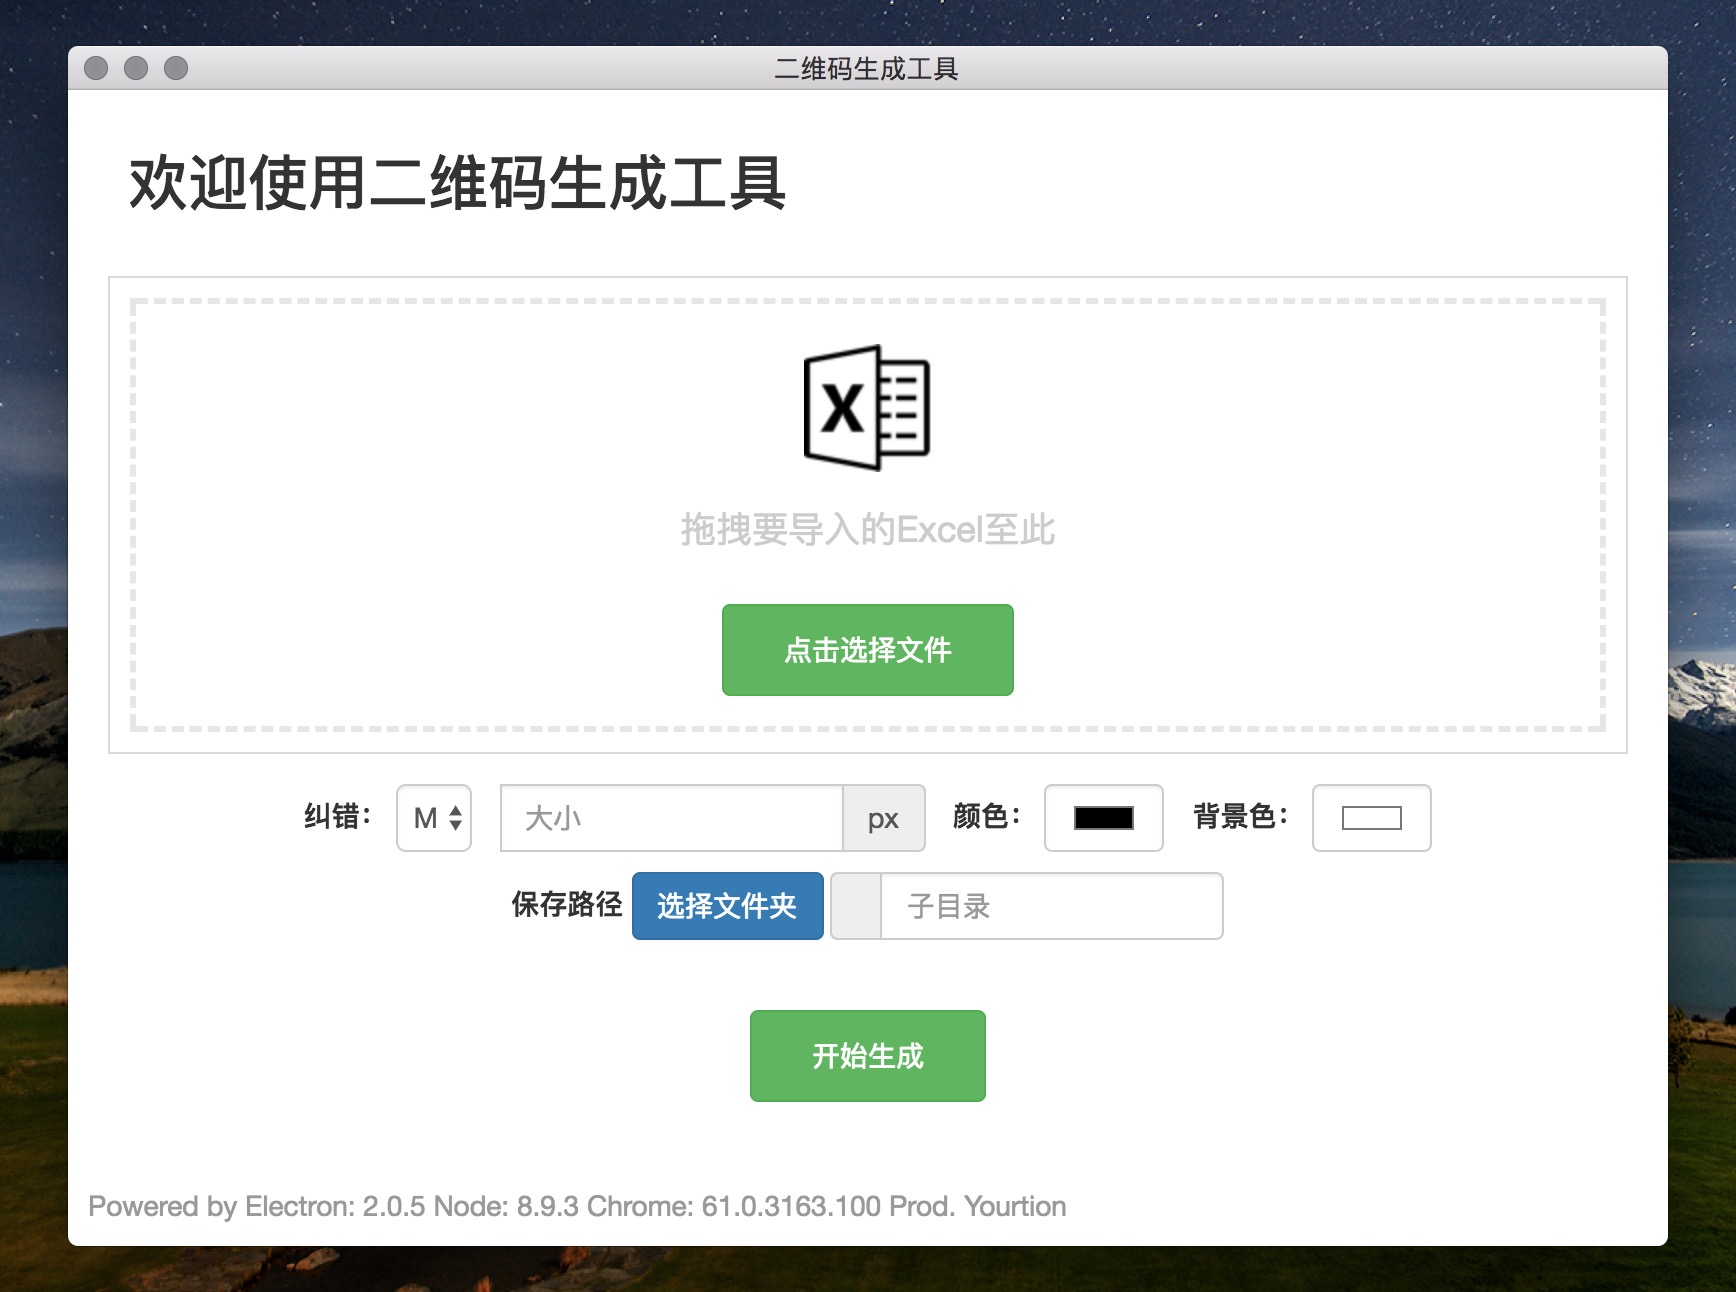 二维码生成工具
欢迎使用二维码生成工具
X
拖拽要导入的Excel至此
点击选择文件
纠错： M 大小 px 颜色： 背景色：
保存路径 选择文件夹 子目录
开始生成
Powered by Electron: 2.0.5 Node: 8.9.3 Chrome: 61.0.3163.100 Prod. Yourtion